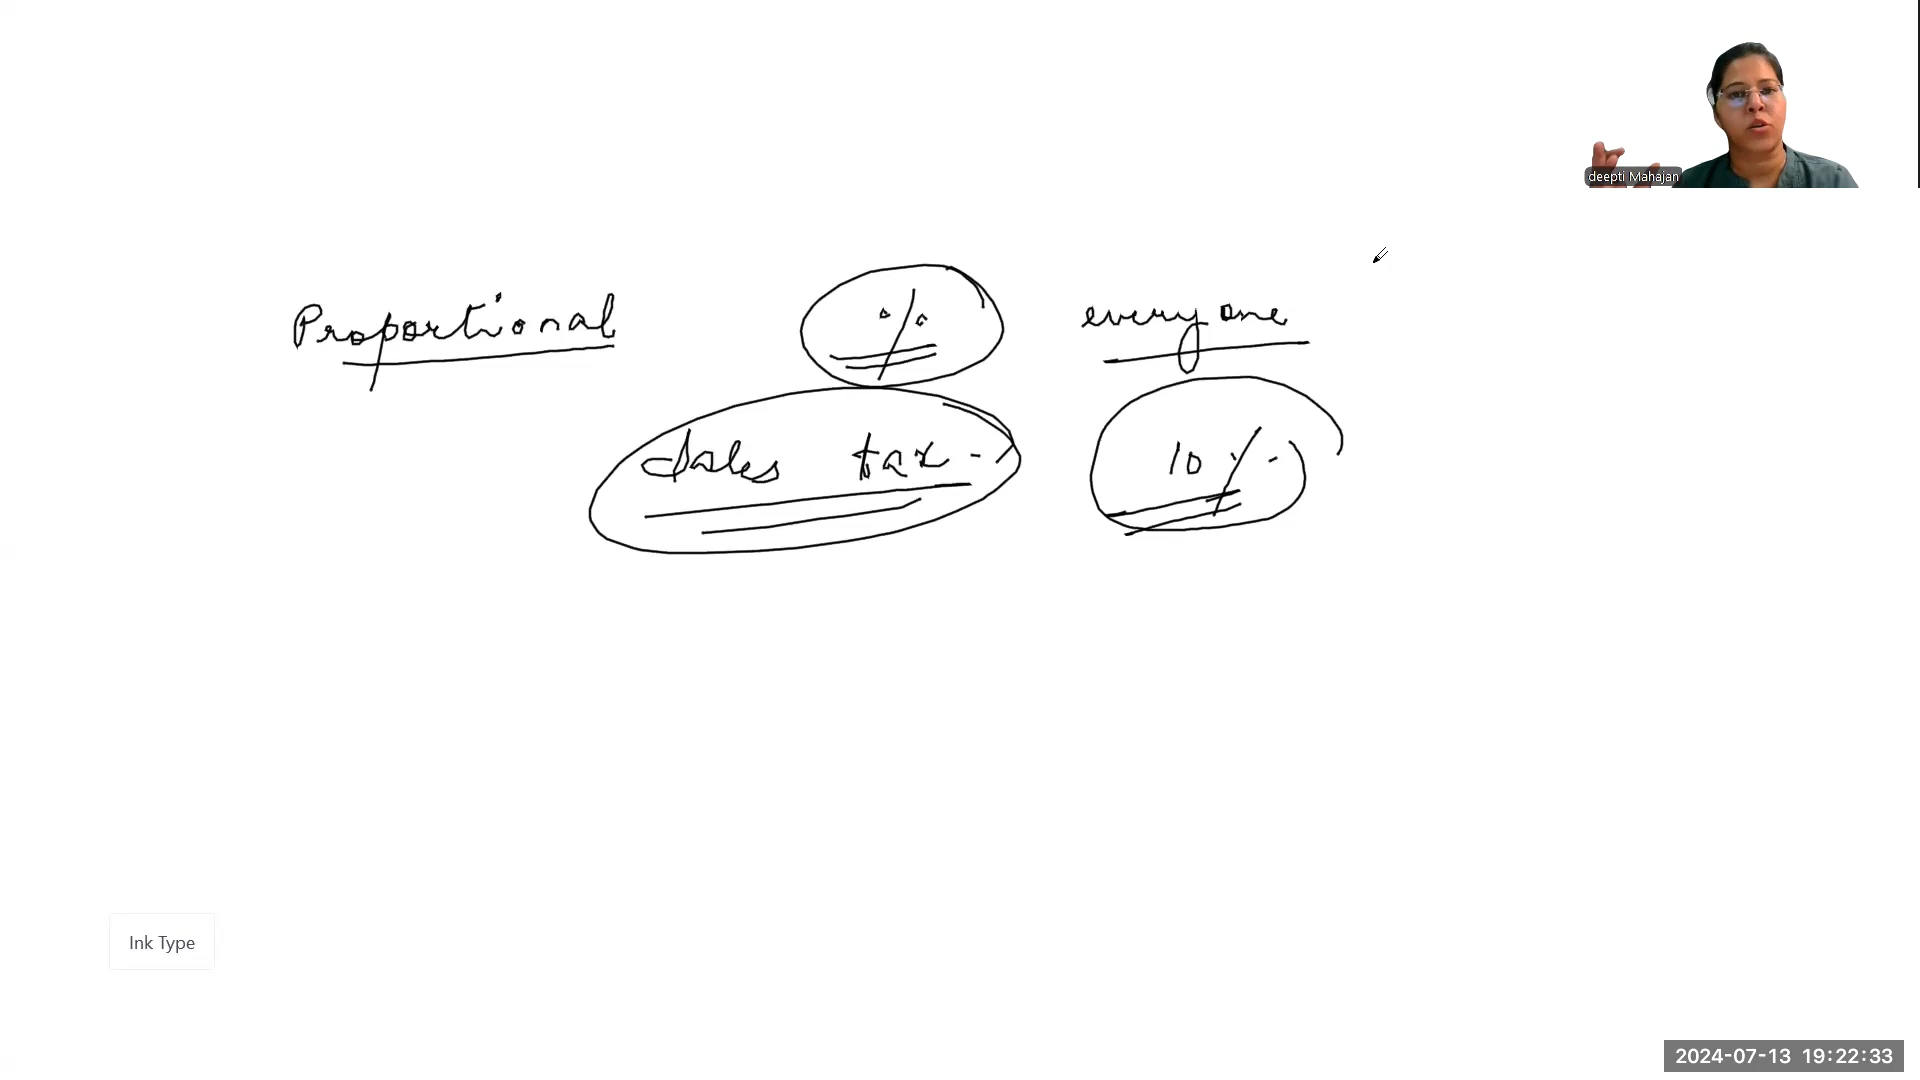 deepti Mahajan
Proportional % everyone
Sales tax - 10%
Ink Type
2024-07-13 19:22:33